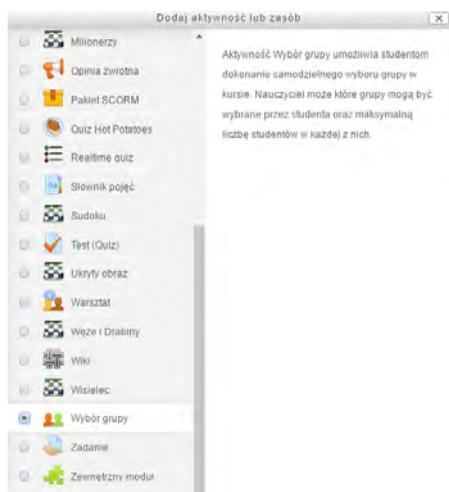 Dodaj aktywność lub zasób
Milionerzy
Opinia zwrotna
Pakiet SCORM
Quiz Hot Potatoes
Realtime quiz
Słownik pojęć
Sudoku
Test (Quiz)
Ukryty obraz
Warsztat
Węże i Drabiny
Wiki
Wisielec
Wybór grupy
Zadanie
Zewnętrzny moduł
Aktywność Wybór grupy umożliwia studentom
dokonanie samodzielnego wyboru grupy w
kursie. Nauczyciel może które grupy mogą być
wybrane przez studenta oraz maksymalną
liczbę studentów w każdej z nich.